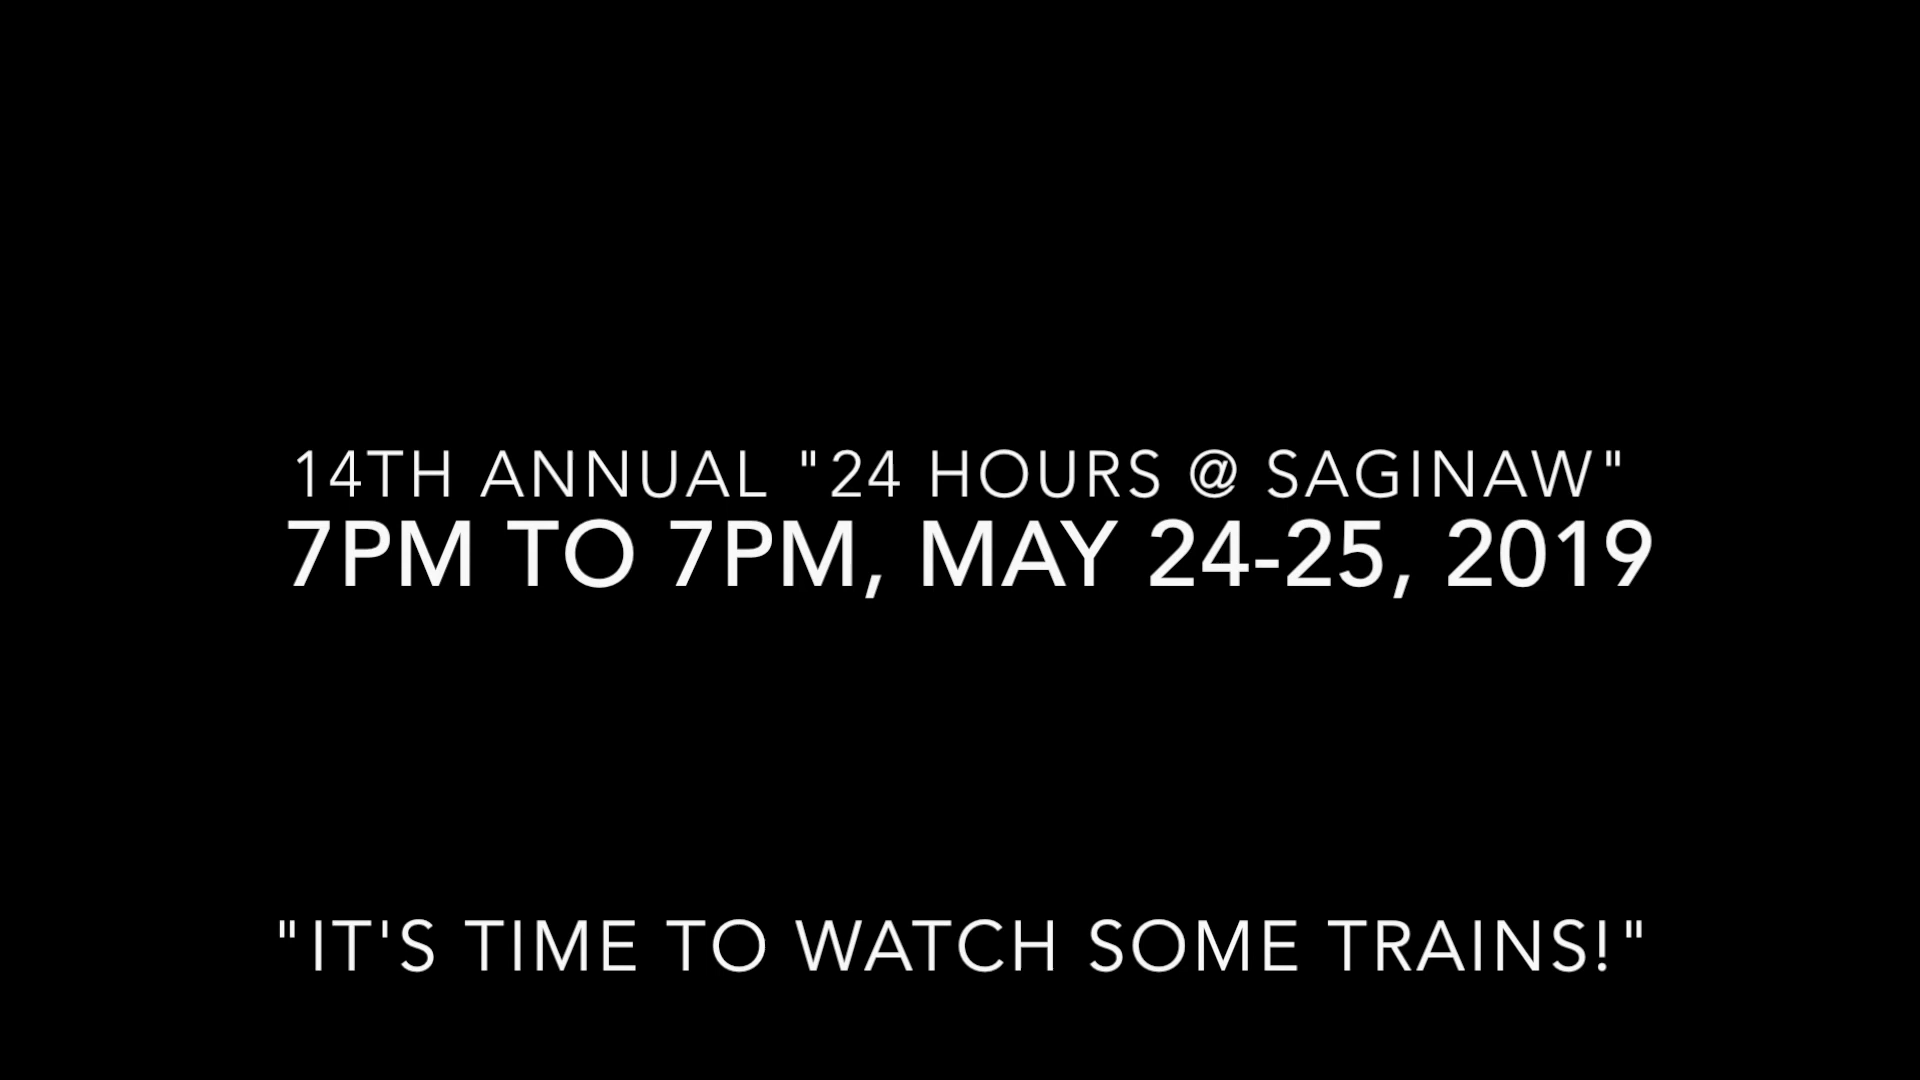 14TH ANNUAL "24 HOURS @ SAGINAW"
7PM TO 7PM, MAY 24-25, 2019
"IT'S TIME TO WATCH SOME TRAINS!"